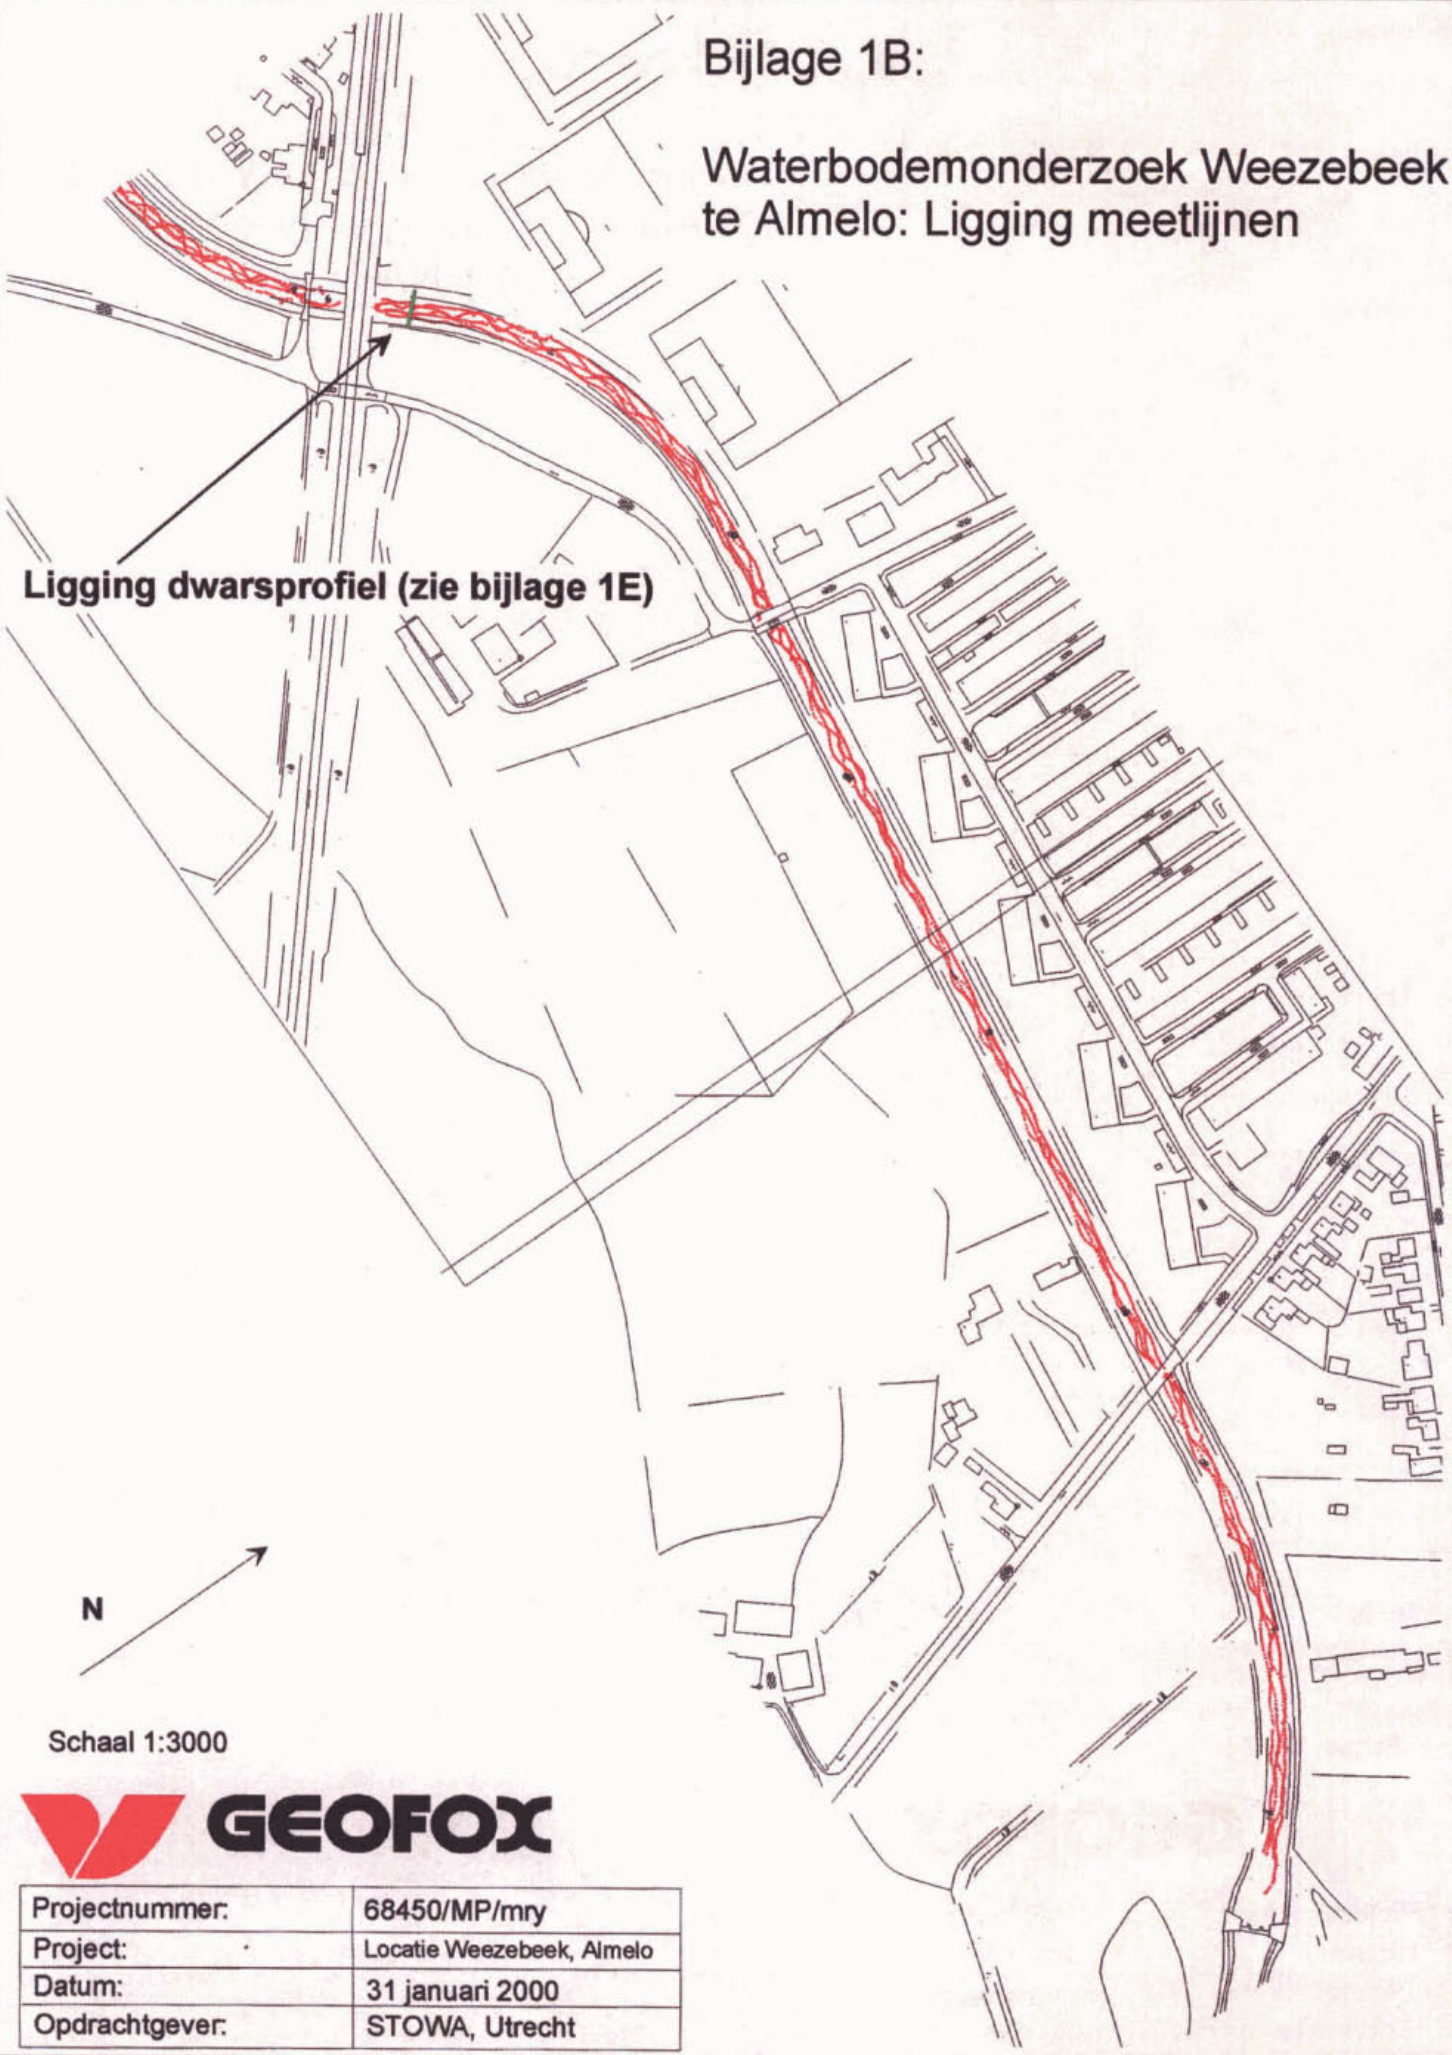 Bijlage 1B:
Waterbodemonderzoek Weezebeek
te Almelo: Ligging meetlijnen
Ligging dwarsprofiel (zie bijlage 1E)
N
Schaal 1:3000
GEOFOX
Projectnummer: 68450/MP/mry
Project: Locatie Weezebeek, Almelo
Datum: 31 januari 2000
Opdrachtgever: STOWA, Utrecht